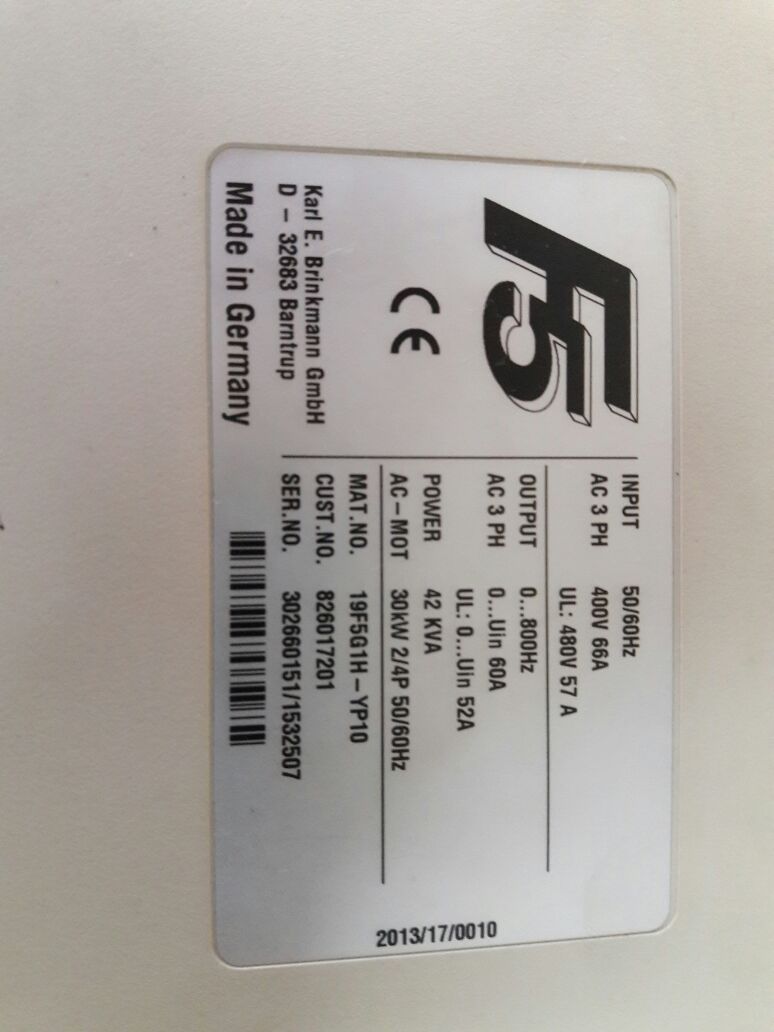 F5
CE
Karl E. Brinkmann GmbH
D – 32683 Barntrup
Made in Germany
INPUT 50/60Hz
AC 3 PH 400V 66A
UL: 480V 57 A
OUTPUT 0...800Hz
AC 3 PH 0...Uin 60A
UL: 0...Uin 52A
POWER 42 KVA
AC–MOT 30kW 2/4P 50/60Hz
MAT.NO. 19F5G1H–YP10
CUST.NO. 826017201
SER.NO. 302660151/1532507
2013/17/0010